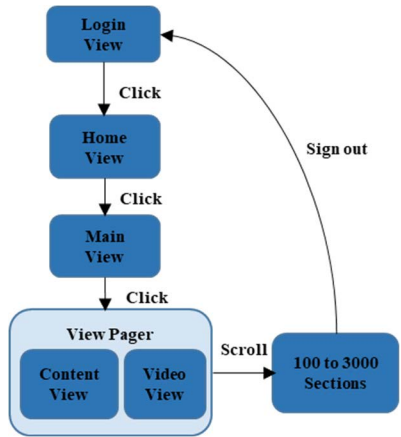 Login
View
Click
Home
View
Sign out
Click
Main
View
Click
View Pager
Scroll
Content
View
Video
View
100 to 3000
Sections